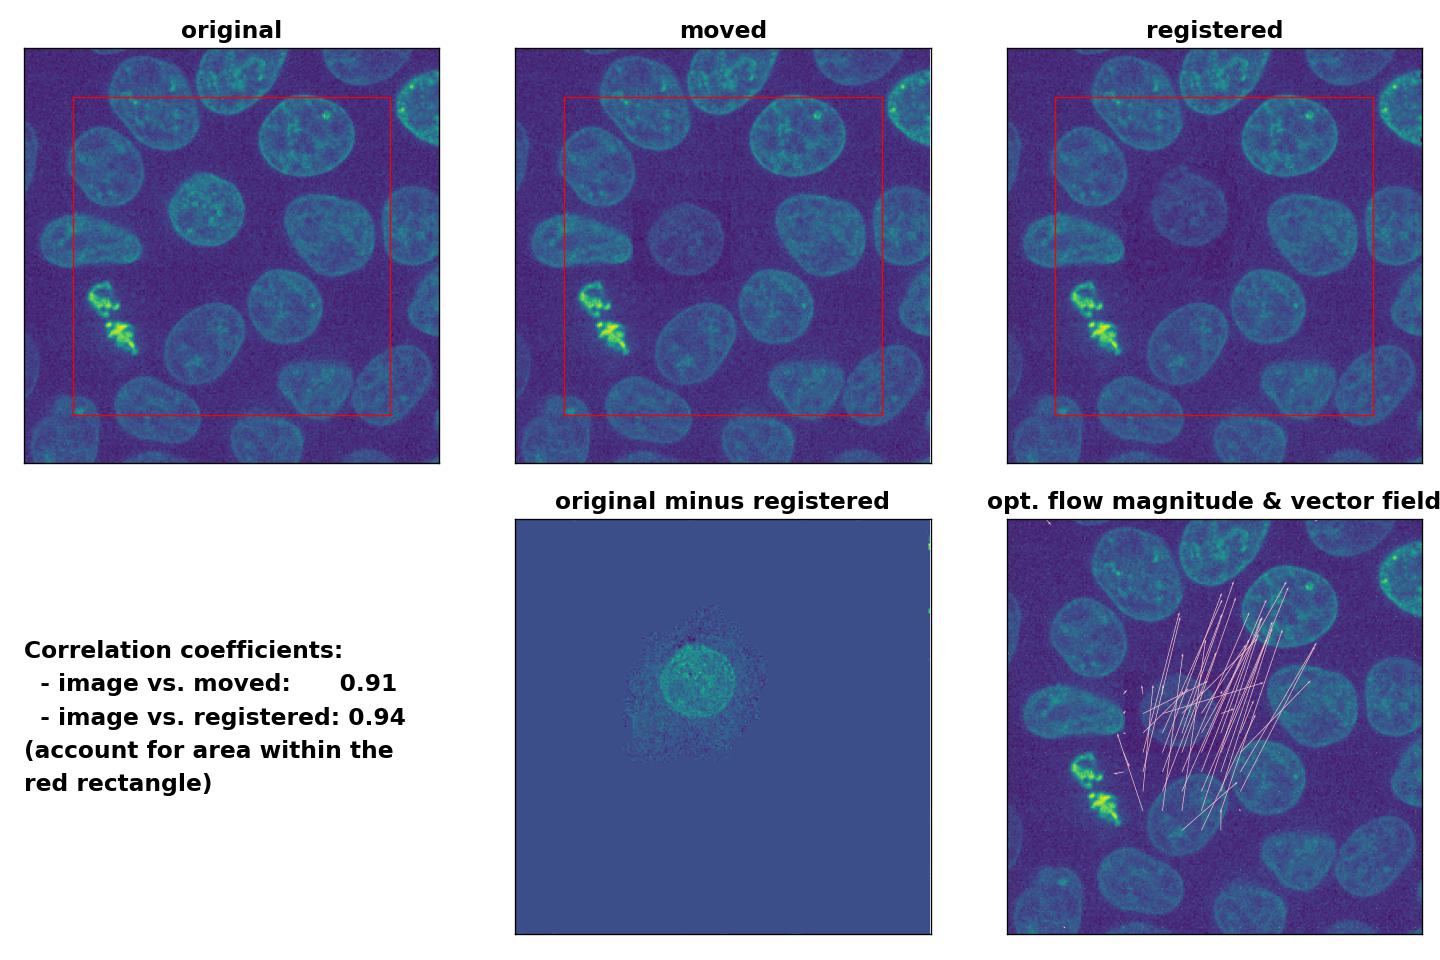 original
moved
registered
original minus registered
opt. flow magnitude & vector field
Correlation coefficients:
- image vs. moved: 0.91
- image vs. registered: 0.94
(account for area within the
red rectangle)